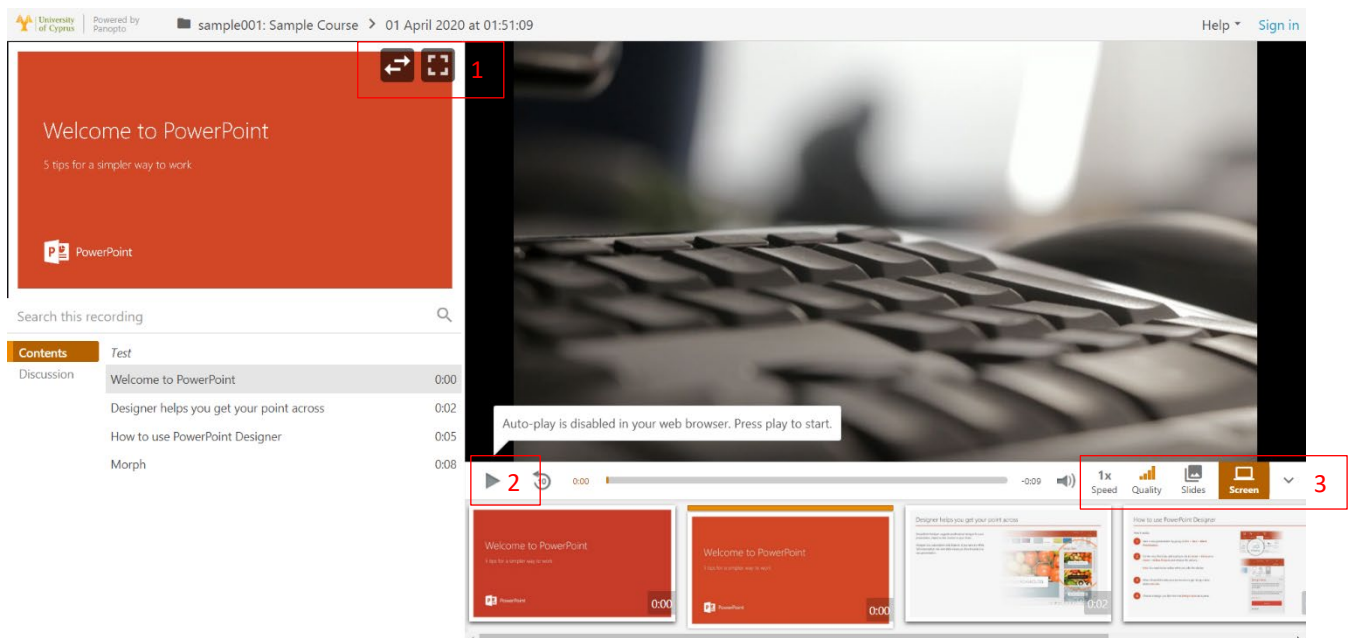 University of Cyprus
Powered by Panopto
sample001: Sample Course > 01 April 2020 at 01:51:09
Help
Sign in
1
Welcome to PowerPoint
5 tips for a simpler way to work
PowerPoint
Search this recording
Contents
Discussion
Test
Welcome to PowerPoint 0:00
Designer helps you get your point across 0:02
How to use PowerPoint Designer 0:05
Morph 0:08
Auto-play is disabled in your web browser. Press play to start.
2
10
0:00
-0:09
1x
Speed
Quality
Slides
Screen
3
Welcome to PowerPoint
5 tips for a simpler way to work
PowerPoint
0:00
Welcome to PowerPoint
5 tips for a simpler way to work
PowerPoint
0:00
Designer helps you get your point across
0:02
How to use PowerPoint Designer